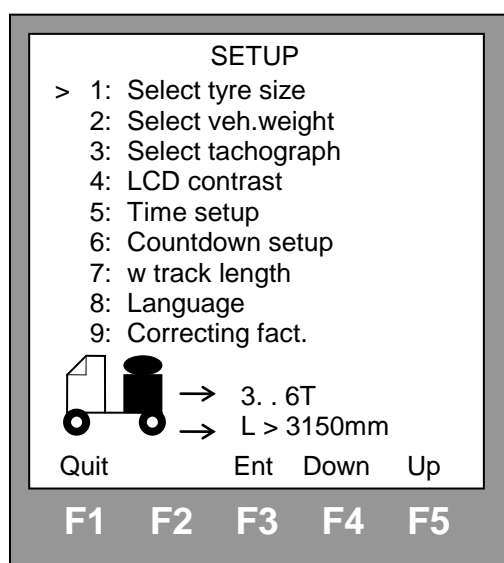 SETUP
> 1: Select tyre size
2: Select veh.weight
3: Select tachograph
4: LCD contrast
5: Time setup
6: Countdown setup
7: w track length
8: Language
9: Correcting fact.
3. . 6T
L > 3150mm
Quit Ent Down Up
F1 F2 F3 F4 F5